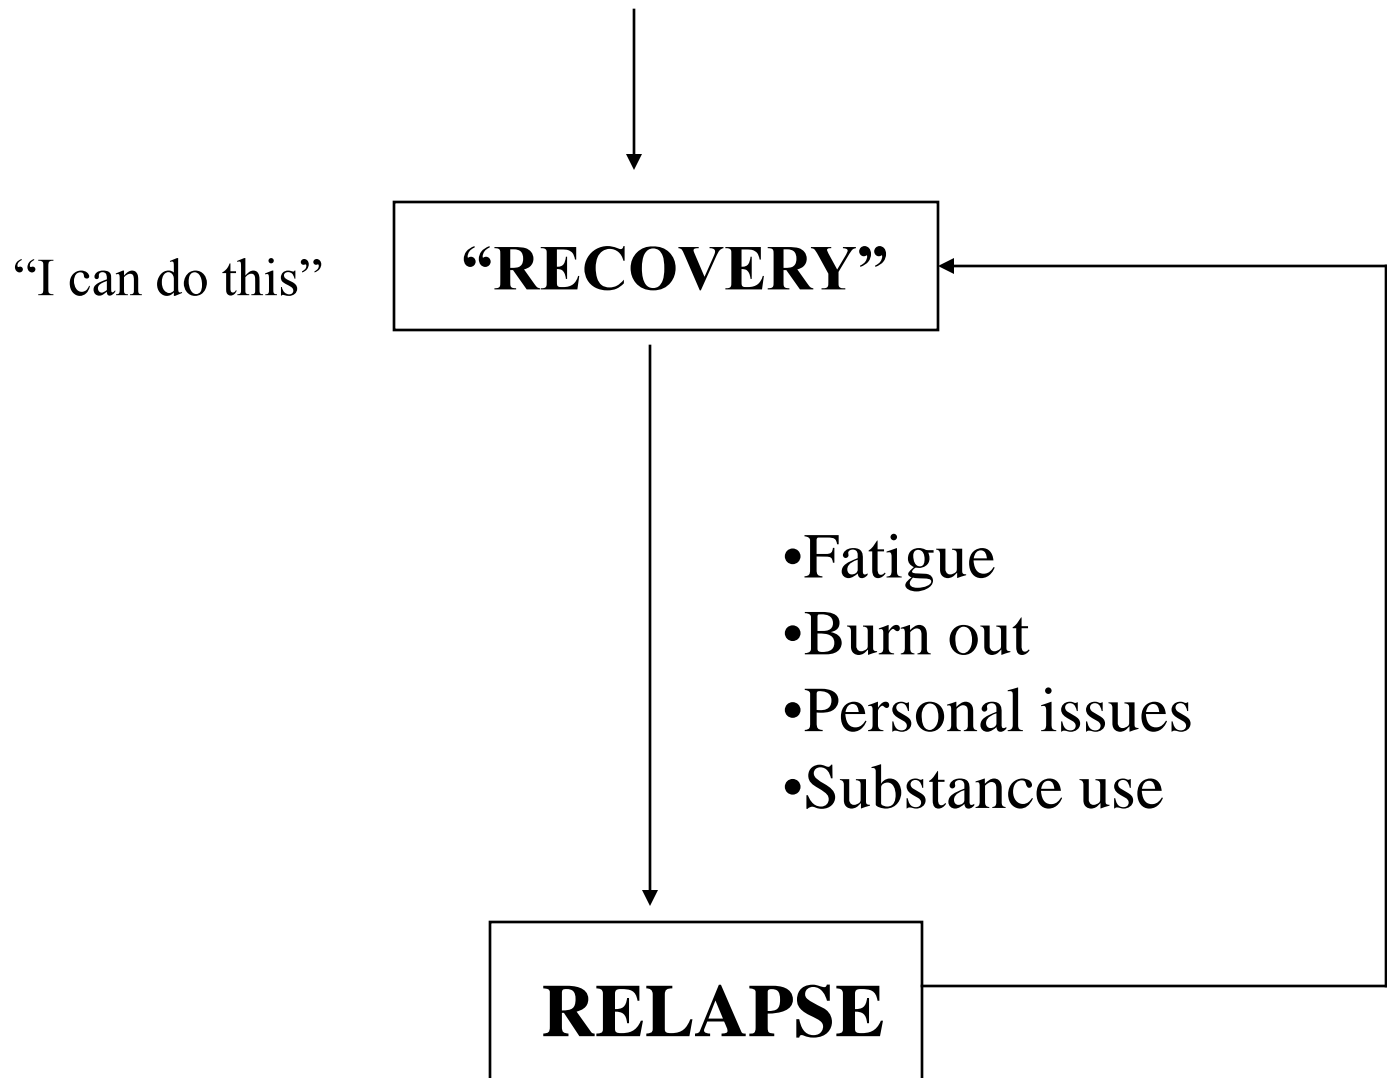 “I can do this”
“RECOVERY”
•Fatigue
•Burn out
•Personal issues
•Substance use
RELAPSE